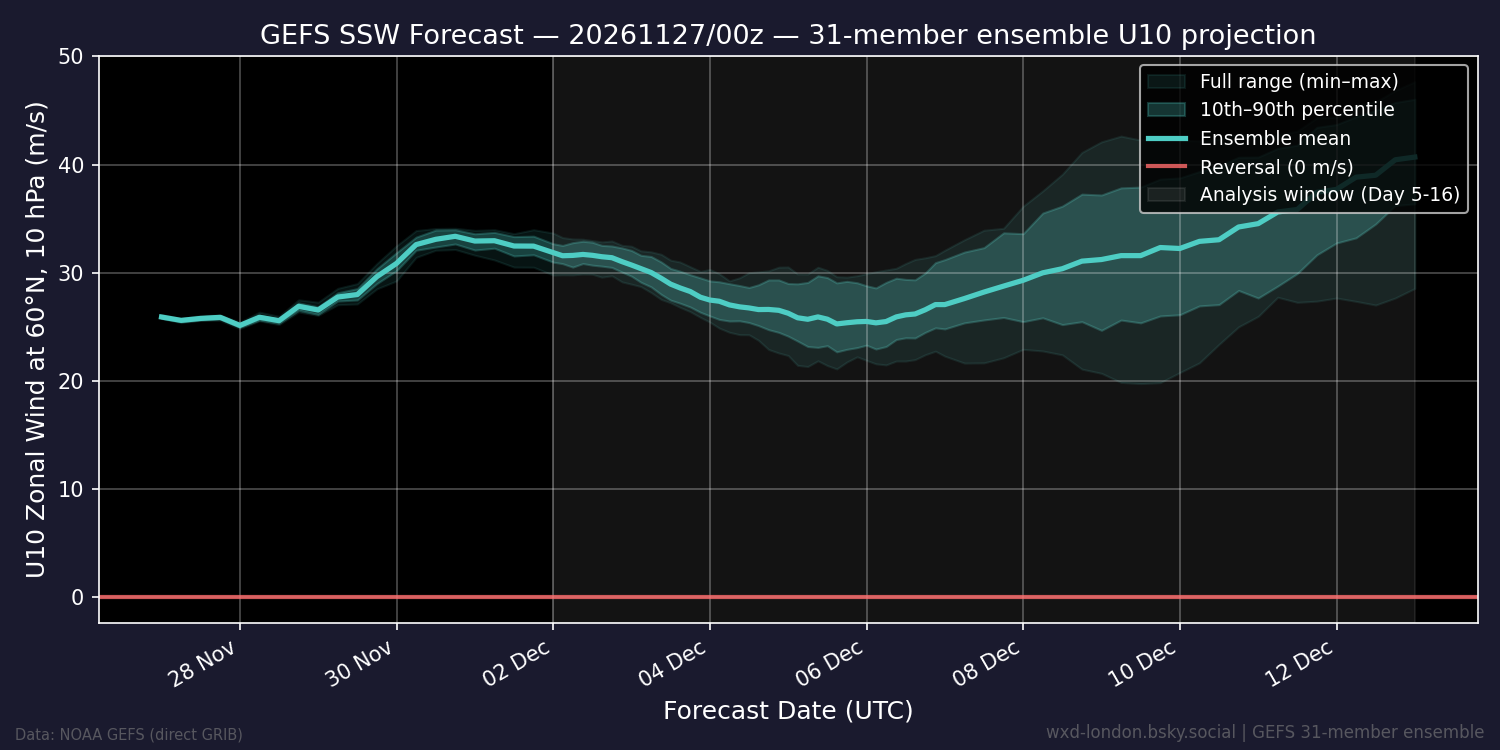 GEFS SSW Forecast — 20261127/00z — 31-member ensemble U10 projection
U10 Zonal Wind at 60°N, 10 hPa (m/s)
50
40
30
20
10
0
Full range (min–max)
10th–90th percentile
Ensemble mean
Reversal (0 m/s)
Analysis window (Day 5-16)
28 Nov
30 Nov
02 Dec
04 Dec
06 Dec
08 Dec
10 Dec
12 Dec
Forecast Date (UTC)
Data: NOAA GEFS (direct GRIB)
wxd-london.bsky.social | GEFS 31-member ensemble